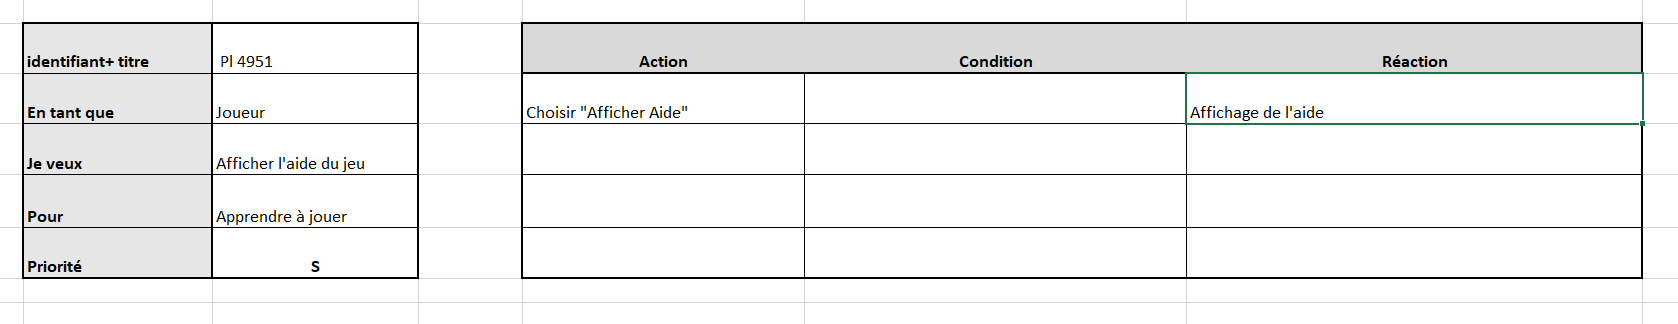 identifiant+ titre Pl 4951
En tant que Joueur
Je veux Afficher l'aide du jeu
Pour Apprendre à jouer
Priorité S
Action Condition Réaction
Choisir "Afficher Aide" Affichage de l'aide